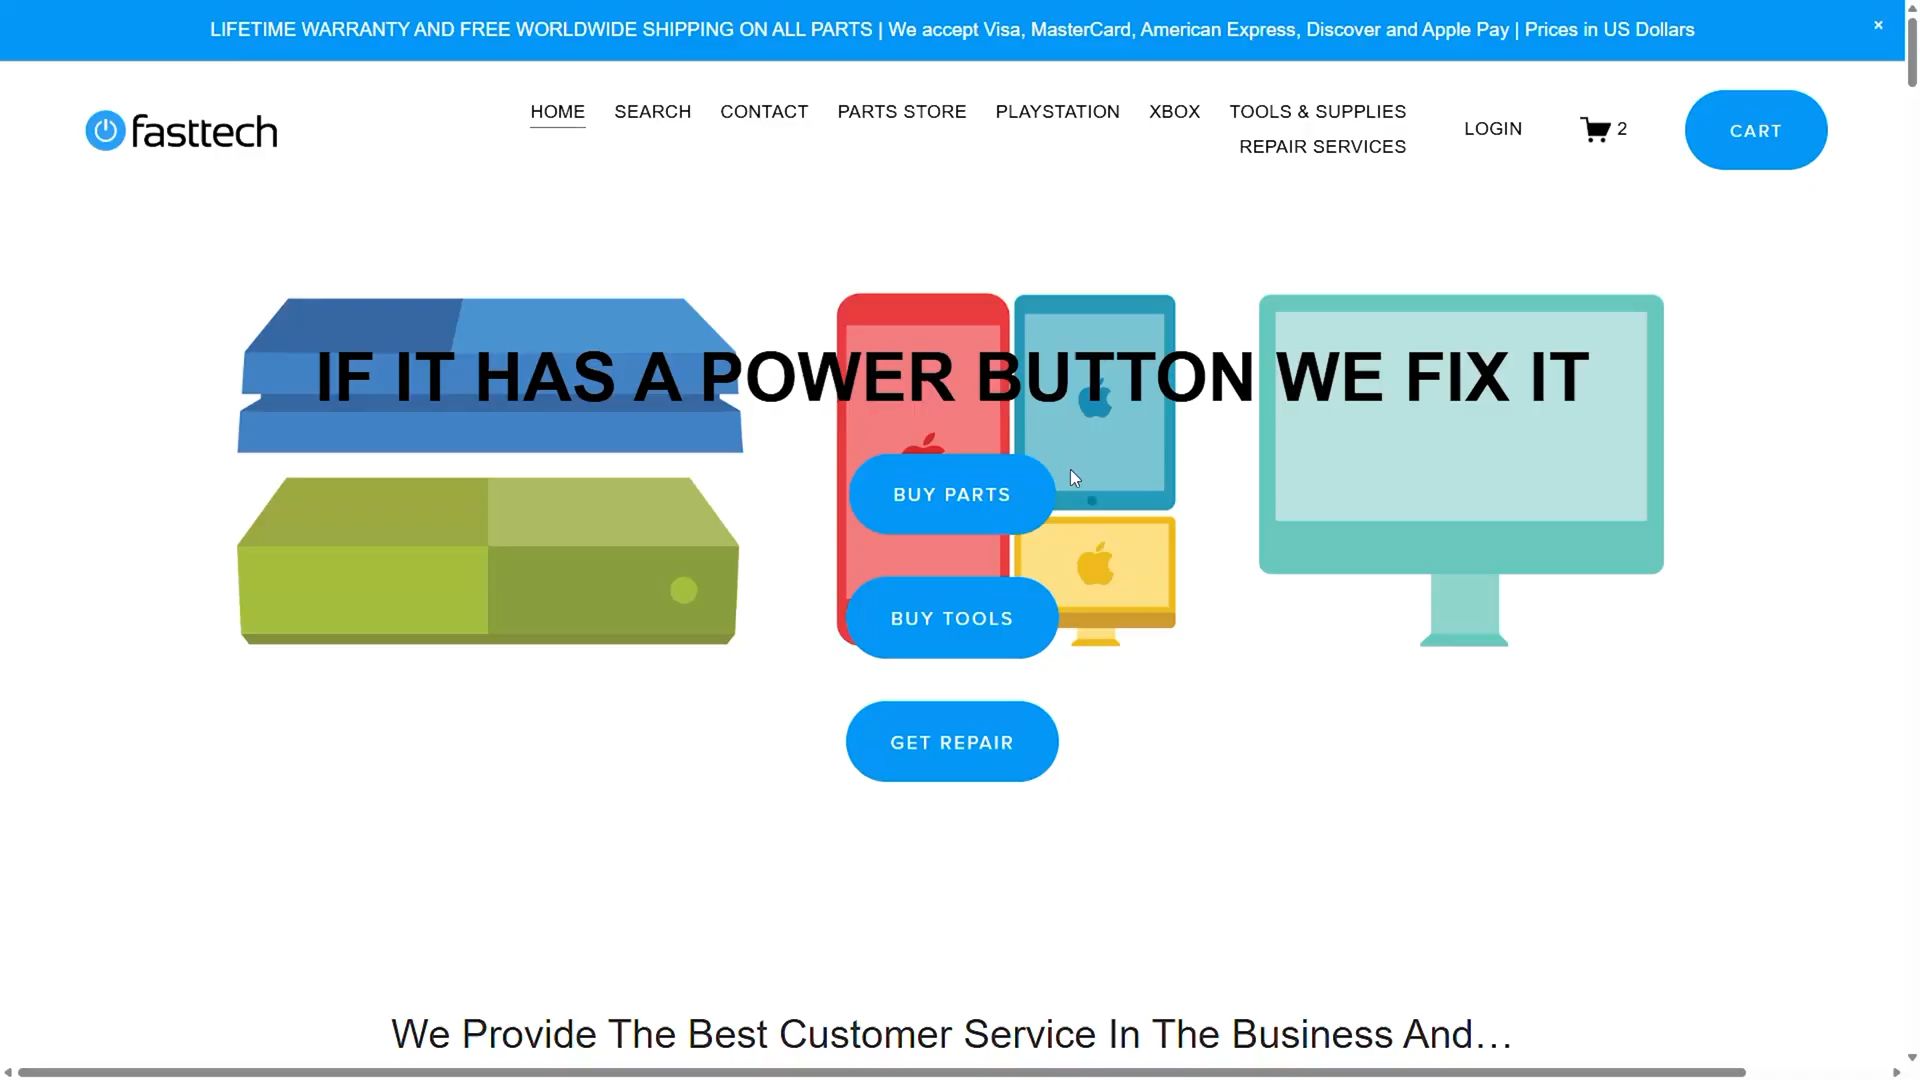 LIFETIME WARRANTY AND FREE WORLDWIDE SHIPPING ON ALL PARTS | We accept Visa, MasterCard, American Express, Discover and Apple Pay | Prices in US Dollars
×
fasttech
HOME SEARCH CONTACT PARTS STORE PLAYSTATION XBOX TOOLS & SUPPLIES
REPAIR SERVICES
LOGIN
2
CART
IF IT HAS A POWER BUTTON WE FIX IT
BUY PARTS
BUY TOOLS
GET REPAIR
We Provide The Best Customer Service In The Business And...